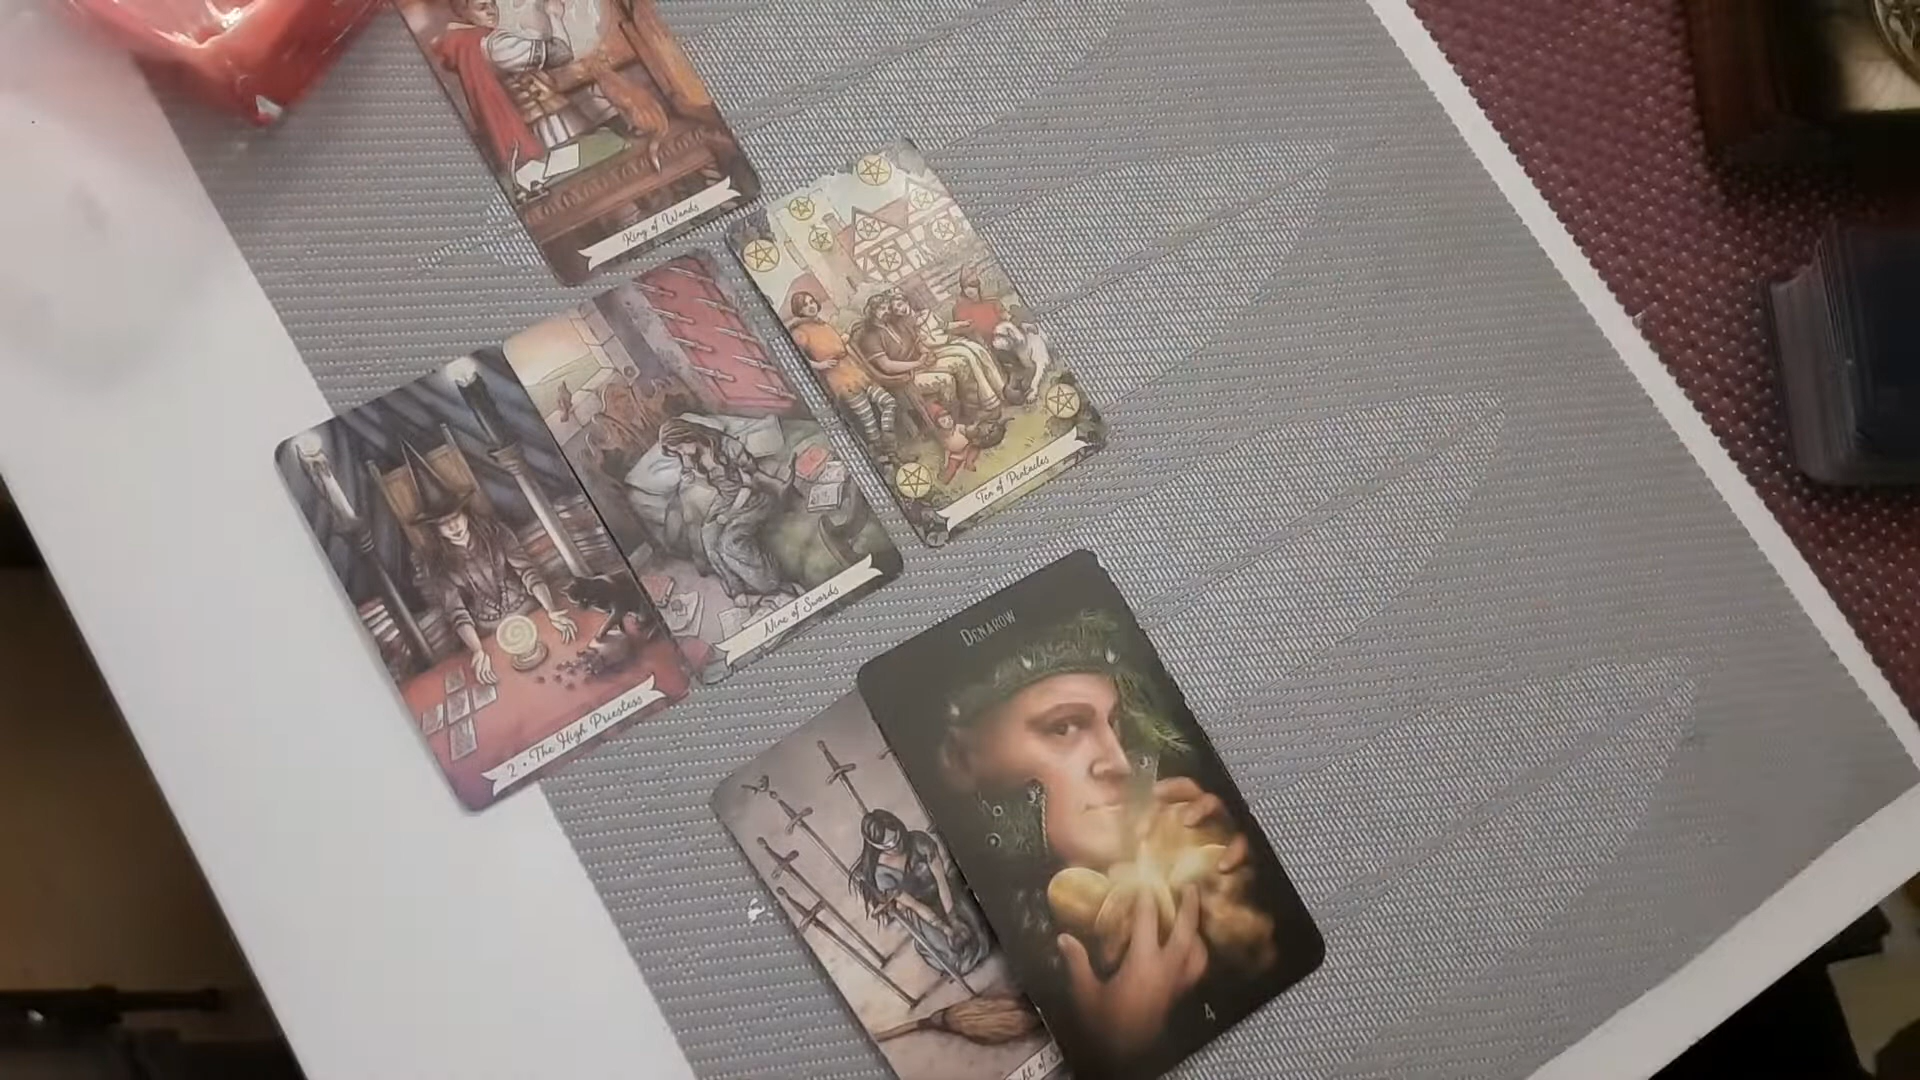 King of Wands
Ten of Pentacles
Nine of Swords
2 • The High Priestess
DENAROW
4